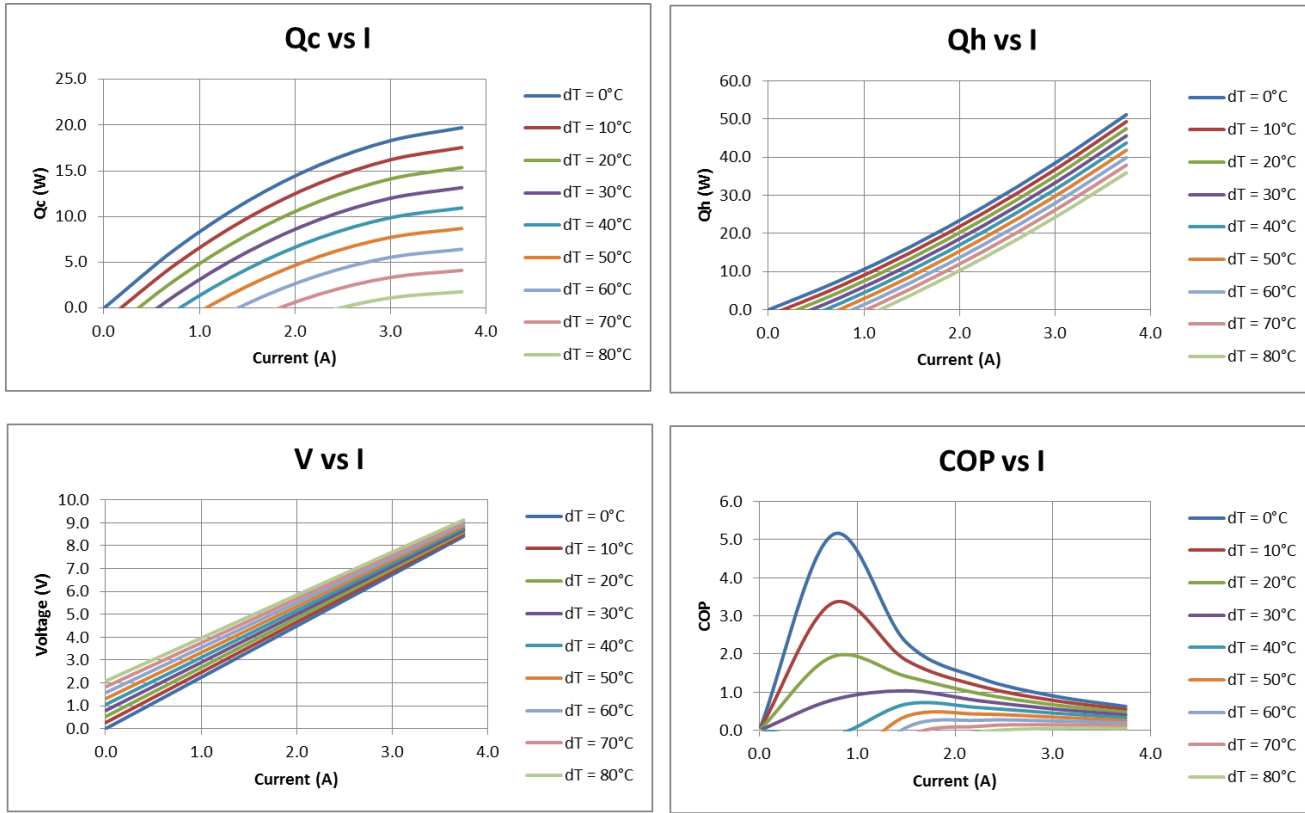 Qc vs I
Qc (W)
25.0
20.0
15.0
10.0
5.0
0.0
0.0 1.0 2.0 3.0 4.0
Current (A)
dT = 0°C
dT = 10°C
dT = 20°C
dT = 30°C
dT = 40°C
dT = 50°C
dT = 60°C
dT = 70°C
dT = 80°C
Qh vs I
Qh (W)
60.0
50.0
40.0
30.0
20.0
10.0
0.0
0.0 1.0 2.0 3.0 4.0
Current (A)
dT = 0°C
dT = 10°C
dT = 20°C
dT = 30°C
dT = 40°C
dT = 50°C
dT = 60°C
dT = 70°C
dT = 80°C
V vs I
Voltage (V)
10.0
9.0
8.0
7.0
6.0
5.0
4.0
3.0
2.0
1.0
0.0
0.0 1.0 2.0 3.0 4.0
Current (A)
dT = 0°C
dT = 10°C
dT = 20°C
dT = 30°C
dT = 40°C
dT = 50°C
dT = 60°C
dT = 70°C
dT = 80°C
COP vs I
COP
6.0
5.0
4.0
3.0
2.0
1.0
0.0
0.0 1.0 2.0 3.0 4.0
Current (A)
dT = 0°C
dT = 10°C
dT = 20°C
dT = 30°C
dT = 40°C
dT = 50°C
dT = 60°C
dT = 70°C
dT = 80°C